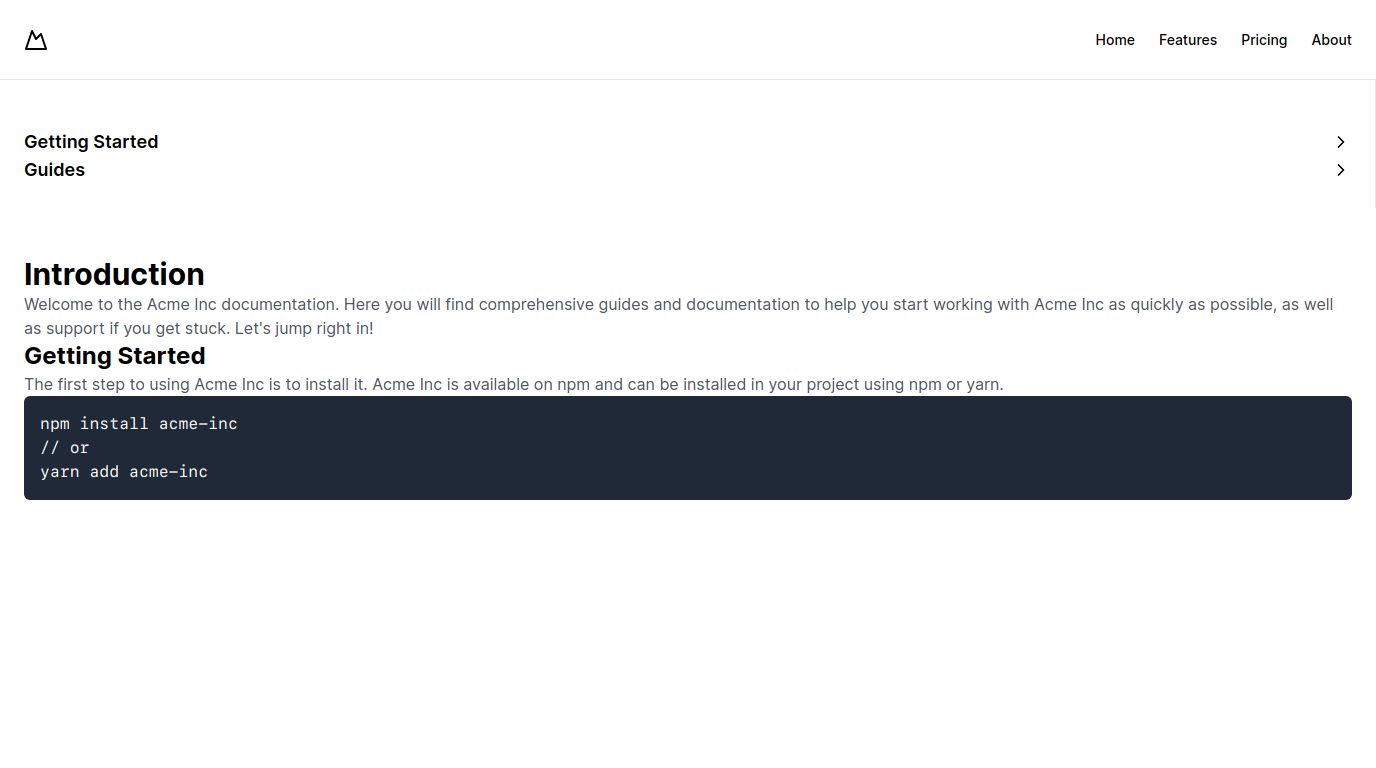 Home Features Pricing About
Getting Started
Guides
Introduction
Welcome to the Acme Inc documentation. Here you will find comprehensive guides and documentation to help you start working with Acme Inc as quickly as possible, as well
as support if you get stuck. Let's jump right in!
Getting Started
The first step to using Acme Inc is to install it. Acme Inc is available on npm and can be installed in your project using npm or yarn.
npm install acme-inc
// or
yarn add acme-inc